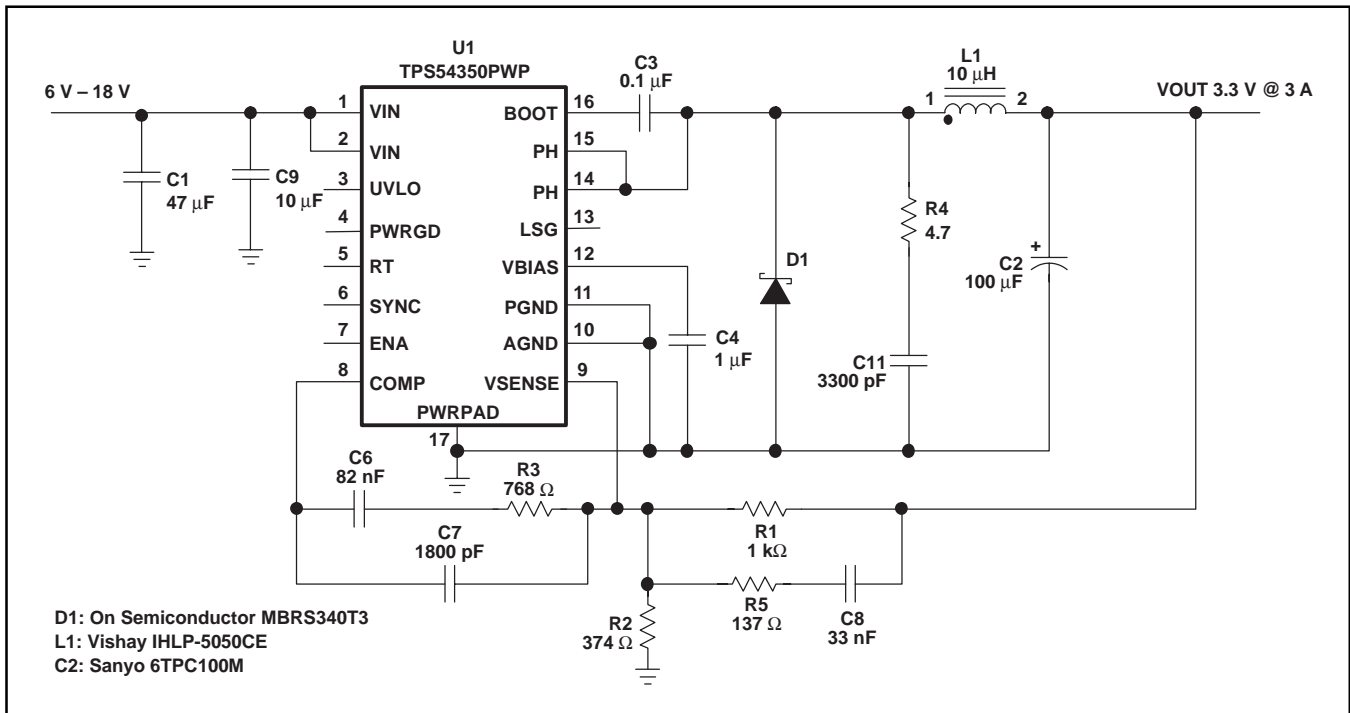 U1
TPS54350PWP
6 V – 18 V
C1
47 µF
C9
10 µF
1
VIN
2
VIN
3
UVLO
4
PWRGD
5
RT
6
SYNC
7
ENA
8
COMP
16
BOOT
15
PH
14
PH
13
LSG
12
VBIAS
11
PGND
10
AGND
9
VSENSE
PWRPAD
17
C3
0.1 µF
L1
10 µH
1
2
VOUT 3.3 V @ 3 A
R4
4.7
D1
+
C2
100 µF
C4
1 µF
C11
3300 pF
C6
82 nF
R3
768 Ω
C7
1800 pF
R1
1 kΩ
R5
137 Ω
C8
33 nF
R2
374 Ω
D1: On Semiconductor MBRS340T3
L1: Vishay IHLP-5050CE
C2: Sanyo 6TPC100M